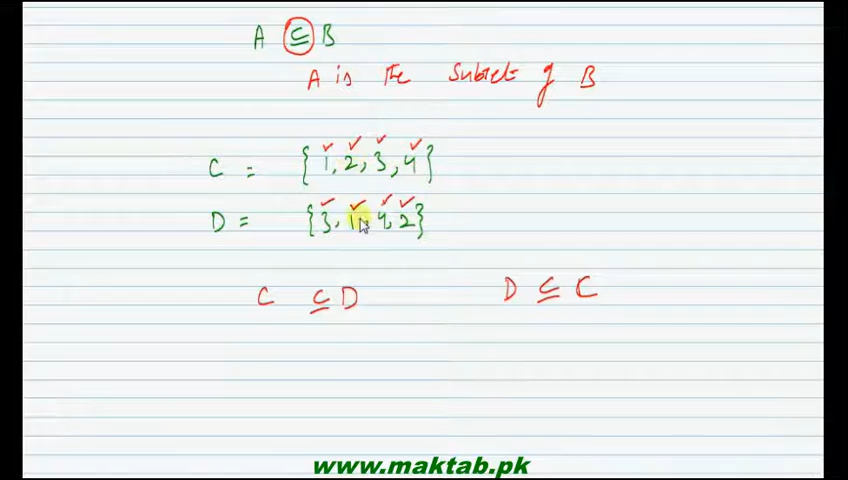 A ⊆ B
A is the Subset of B
C = {1, 2, 3, 4}
D = {3, 1, 4, 2}
C ⊆ D
D ⊆ C
www.maktab.pk